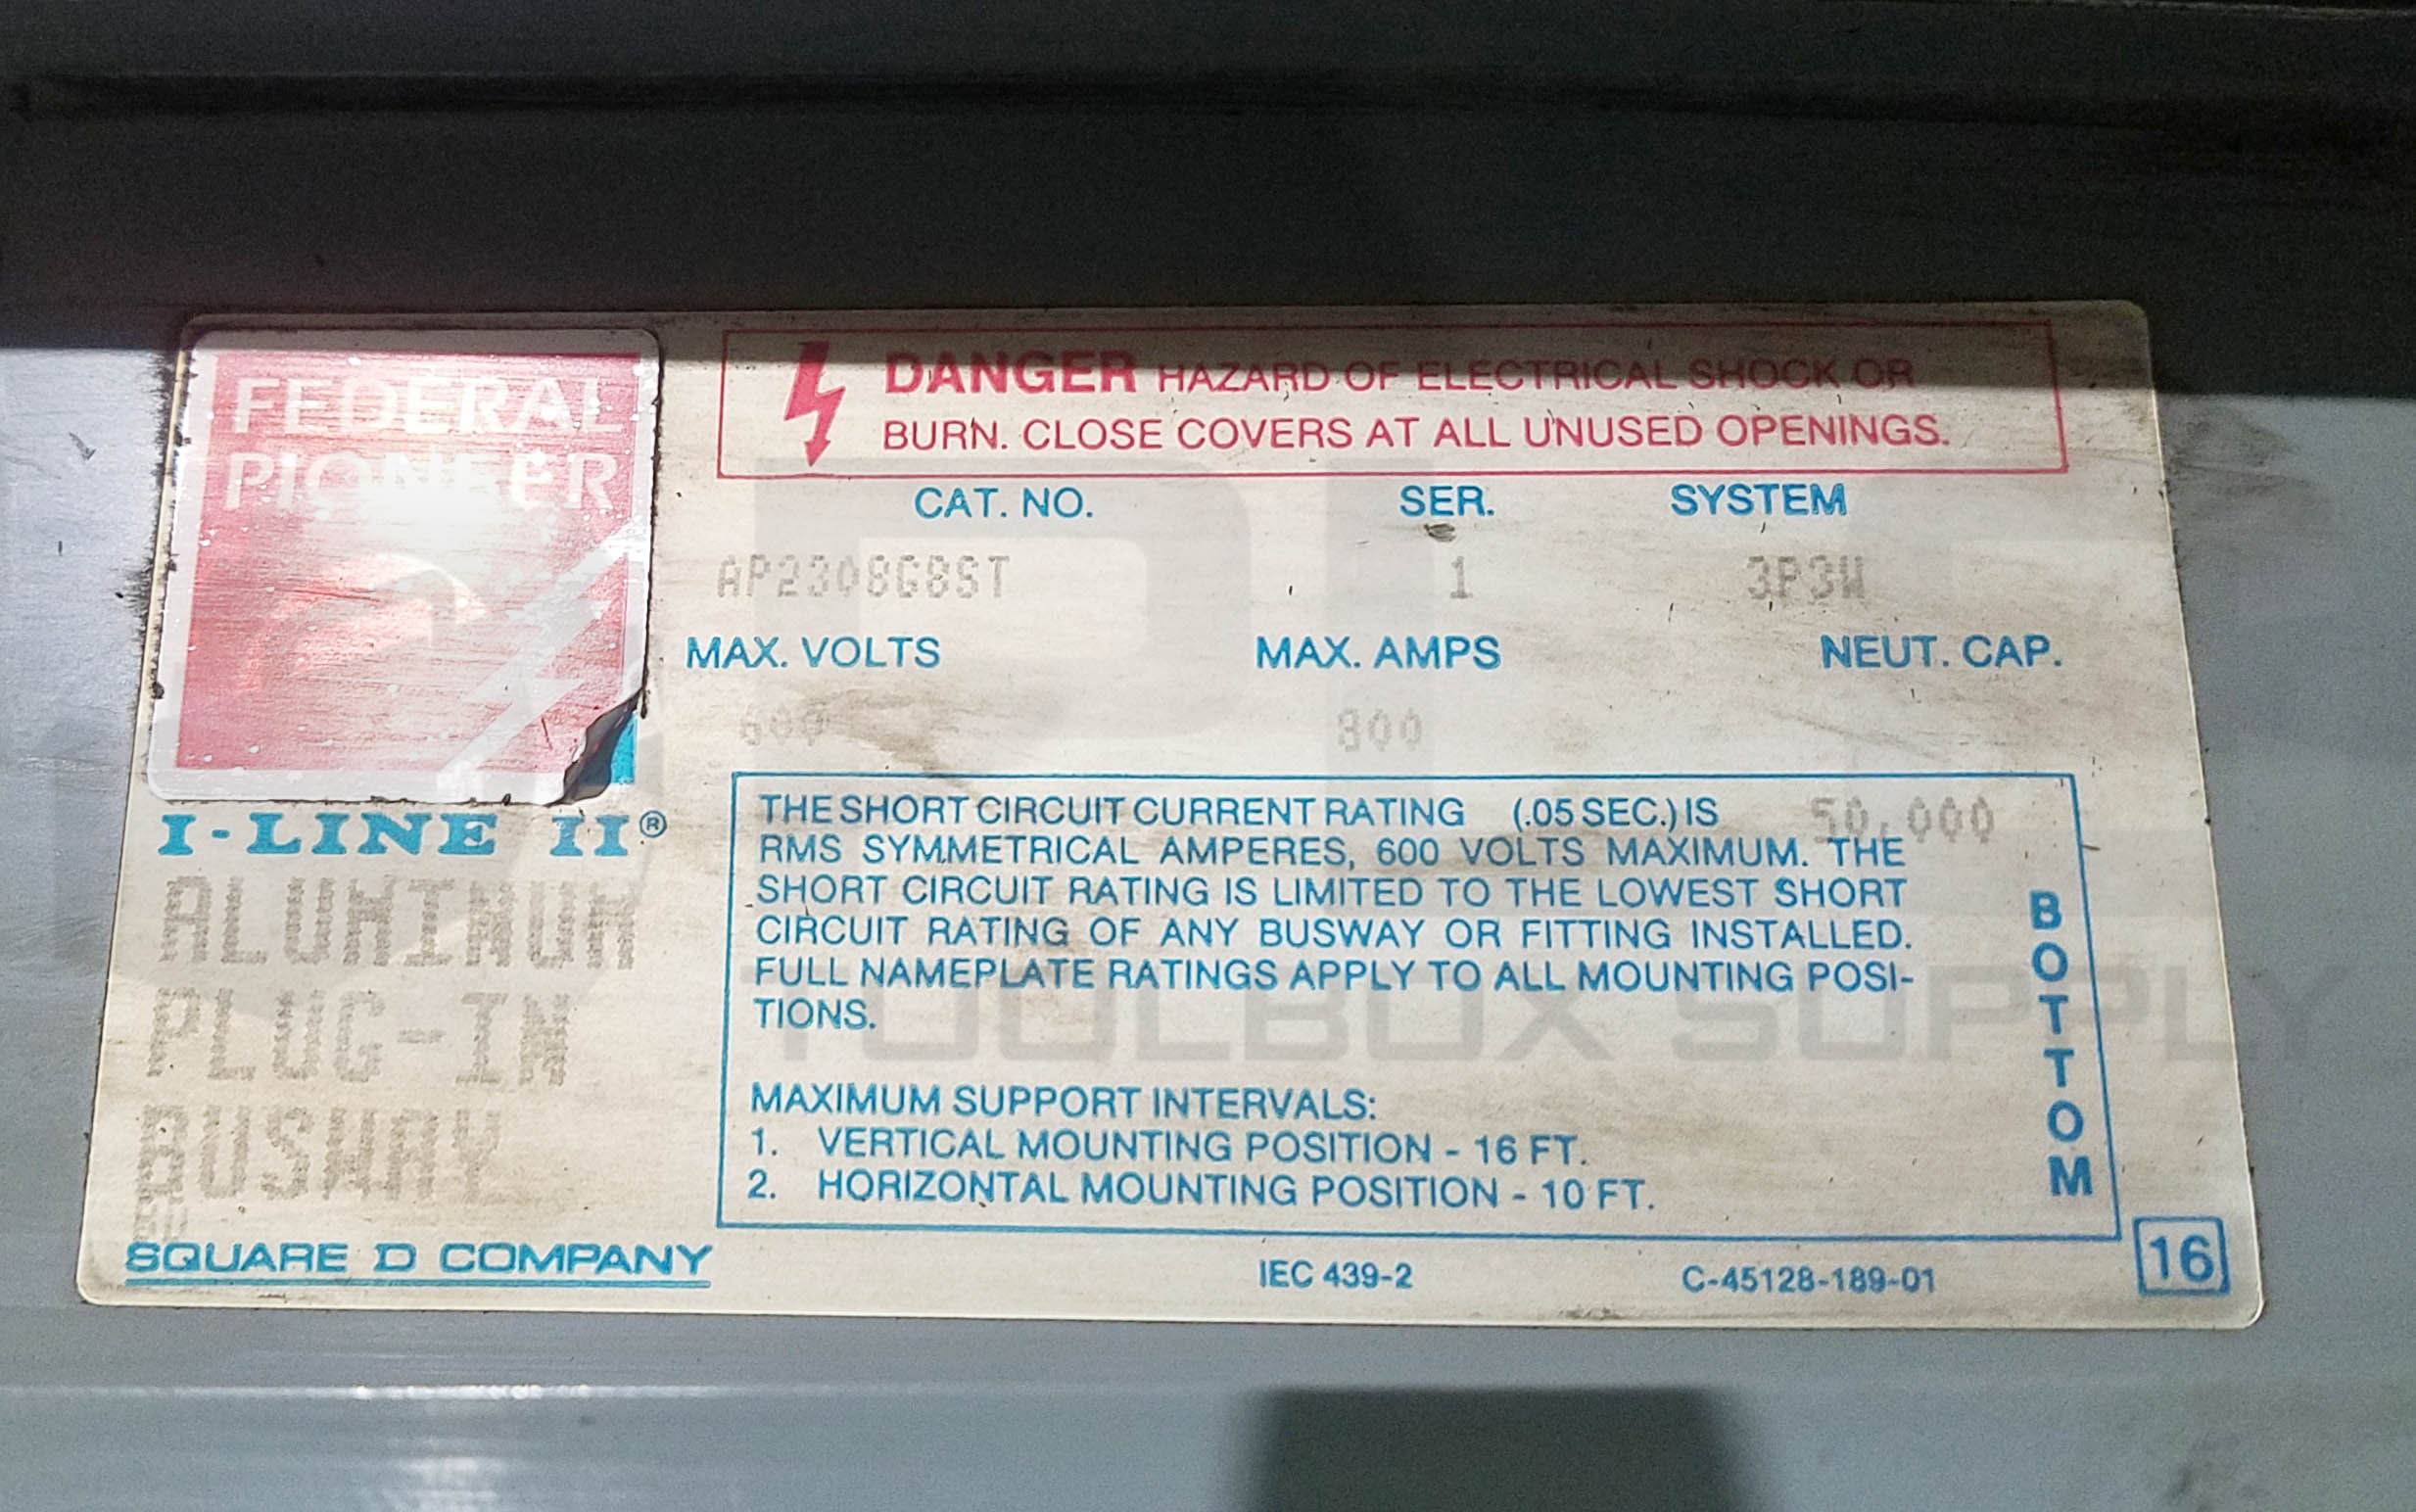 FEDERAL
PIONEER
DANGER HAZARD OF ELECTRICAL SHOCK OR
BURN. CLOSE COVERS AT ALL UNUSED OPENINGS.
CAT. NO. SER. SYSTEM
AP2308G8ST 1 3P3W
MAX. VOLTS MAX. AMPS NEUT. CAP.
600 800
I-LINE II®
ALUMINUM
PLUG-IN
BUSWAY
SQUARE D COMPANY
THE SHORT CIRCUIT CURRENT RATING (.05 SEC.) IS 50,000
RMS SYMMETRICAL AMPERES, 600 VOLTS MAXIMUM. THE
SHORT CIRCUIT RATING IS LIMITED TO THE LOWEST SHORT
CIRCUIT RATING OF ANY BUSWAY OR FITTING INSTALLED.
FULL NAMEPLATE RATINGS APPLY TO ALL MOUNTING POSI-
TIONS.
MAXIMUM SUPPORT INTERVALS:
1. VERTICAL MOUNTING POSITION - 16 FT.
2. HORIZONTAL MOUNTING POSITION - 10 FT.
BOTTOM
IEC 439-2 C-45128-189-01 16
TOOLBOX SUPPLY